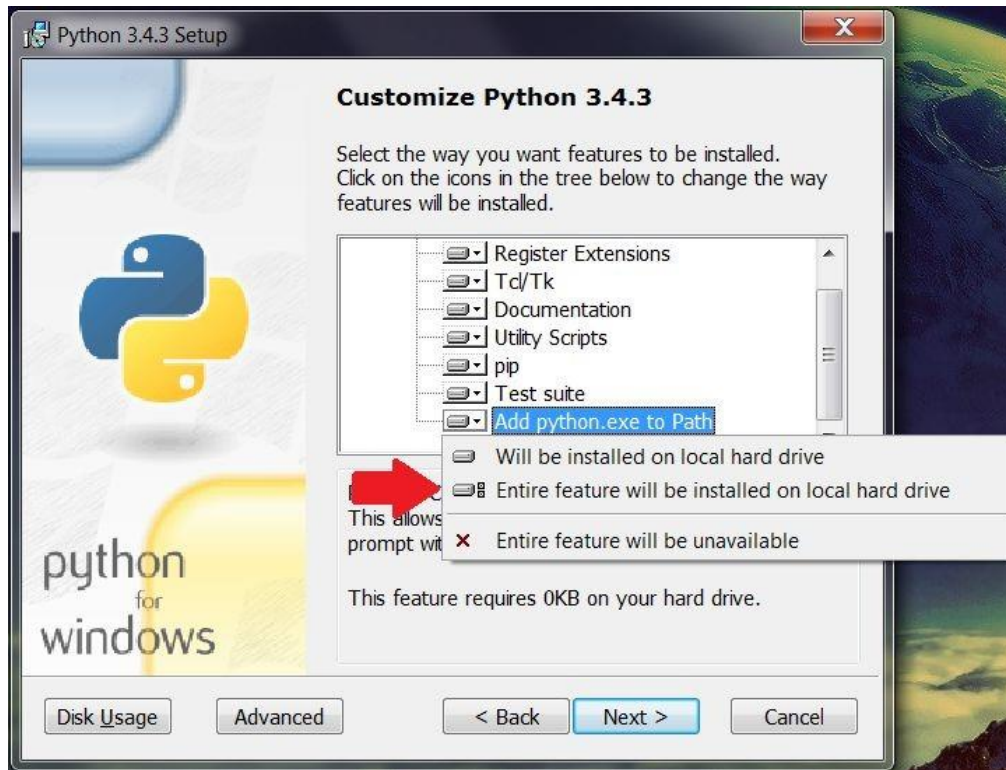 Python 3.4.3 Setup
Customize Python 3.4.3
Select the way you want features to be installed.
Click on the icons in the tree below to change the way
features will be installed.
Register Extensions
Tcl/Tk
Documentation
Utility Scripts
pip
Test suite
Add python.exe to Path
Will be installed on local hard drive
Entire feature will be installed on local hard drive
Entire feature will be unavailable
This allows
prompt
This feature requires 0KB on your hard drive.
python
for
windows
Disk Usage
Advanced
< Back
Next >
Cancel